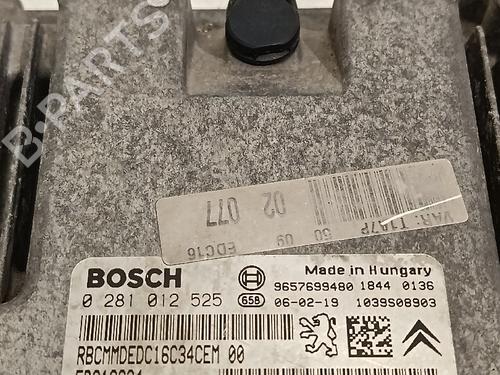 B-PARTS
VAR: T1A7P
02 077
50 09
EDC16
BOSCH
Made in Hungary
0 281 012 525
658
9657699480 1844 0136
06-02-19 1039S08903
RBCMMDEDC16C34CEM 00